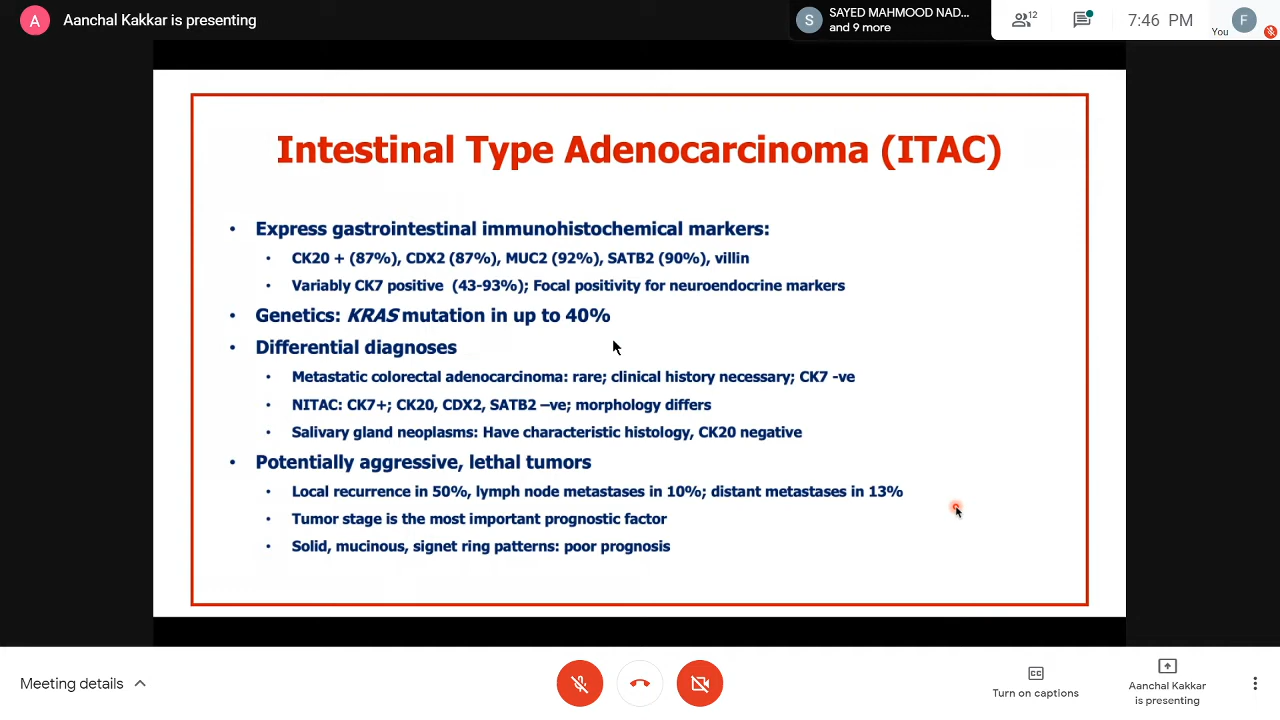 A
Aanchal Kakkar is presenting
S
SAYED MAHMOOD NAD...
and 9 more
12
7:46 PM
You
F
Intestinal Type Adenocarcinoma (ITAC)
• Express gastrointestinal immunohistochemical markers:
• CK20 + (87%), CDX2 (87%), MUC2 (92%), SATB2 (90%), villin
• Variably CK7 positive (43-93%); Focal positivity for neuroendocrine markers
• Genetics: KRAS mutation in up to 40%
• Differential diagnoses
• Metastatic colorectal adenocarcinoma: rare; clinical history necessary; CK7 -ve
• NITAC: CK7+; CK20, CDX2, SATB2 –ve; morphology differs
• Salivary gland neoplasms: Have characteristic histology, CK20 negative
• Potentially aggressive, lethal tumors
• Local recurrence in 50%, lymph node metastases in 10%; distant metastases in 13%
• Tumor stage is the most important prognostic factor
• Solid, mucinous, signet ring patterns: poor prognosis
Meeting details
CC
Turn on captions
Aanchal Kakkar
is presenting